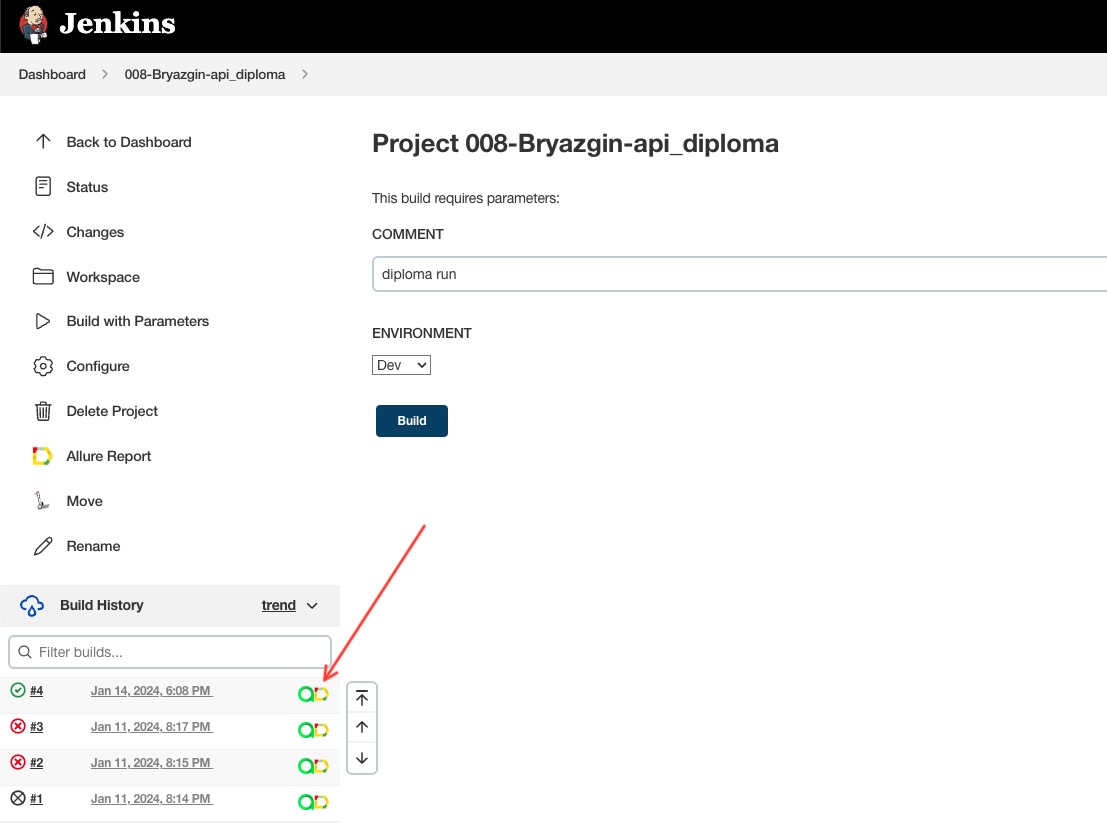 Jenkins
Dashboard
008-Bryazgin-api_diploma
Back to Dashboard
Status
Changes
Workspace
Build with Parameters
Configure
Delete Project
Allure Report
Move
Rename
Build History
trend
Filter builds...
#4 Jan 14, 2024, 6:08 PM
#3 Jan 11, 2024, 8:17 PM
#2 Jan 11, 2024, 8:15 PM
#1 Jan 11, 2024, 8:14 PM
Project 008-Bryazgin-api_diploma
This build requires parameters:
COMMENT
diploma run
ENVIRONMENT
Dev
Build